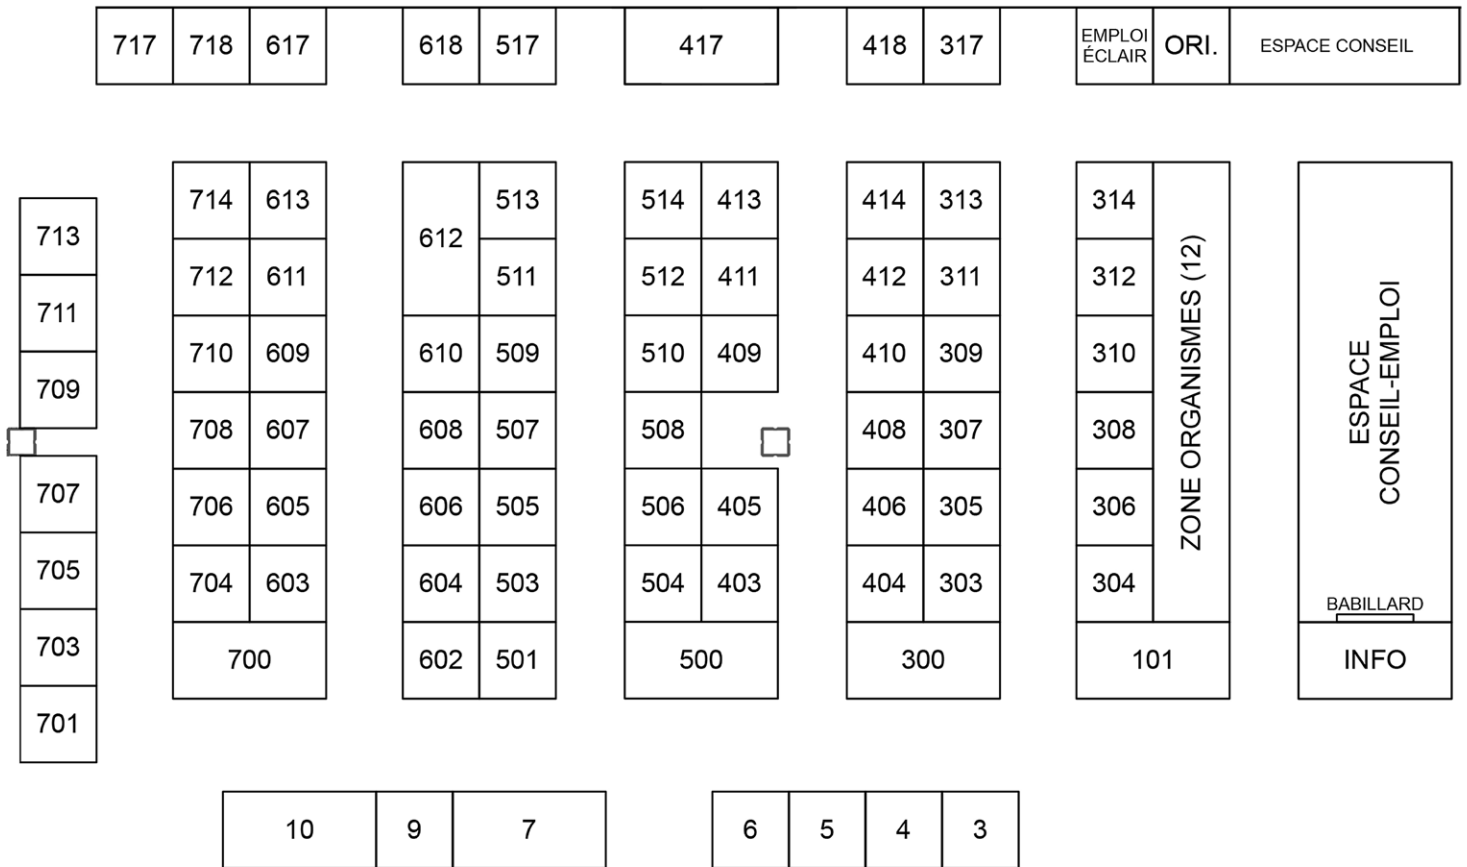 717 718 617 618 517 417 418 317 EMPLOI ÉCLAIR ORI. ESPACE CONSEIL
714 613 513 514 413 414 313 314
713
612
712 611 511 512 411 412 311 312
711
710 609 610 509 510 409 410 309 310
709
708 607 608 507 508 408 307 308
707
706 605 606 505 506 405 406 305 306
705
704 603 604 503 504 403 404 303 304
703
700 602 501 500 300 101 INFO
701
ZONE ORGANISMES (12)
ESPACE
CONSEIL-EMPLOI
BABILLARD
10 9 7 6 5 4 3